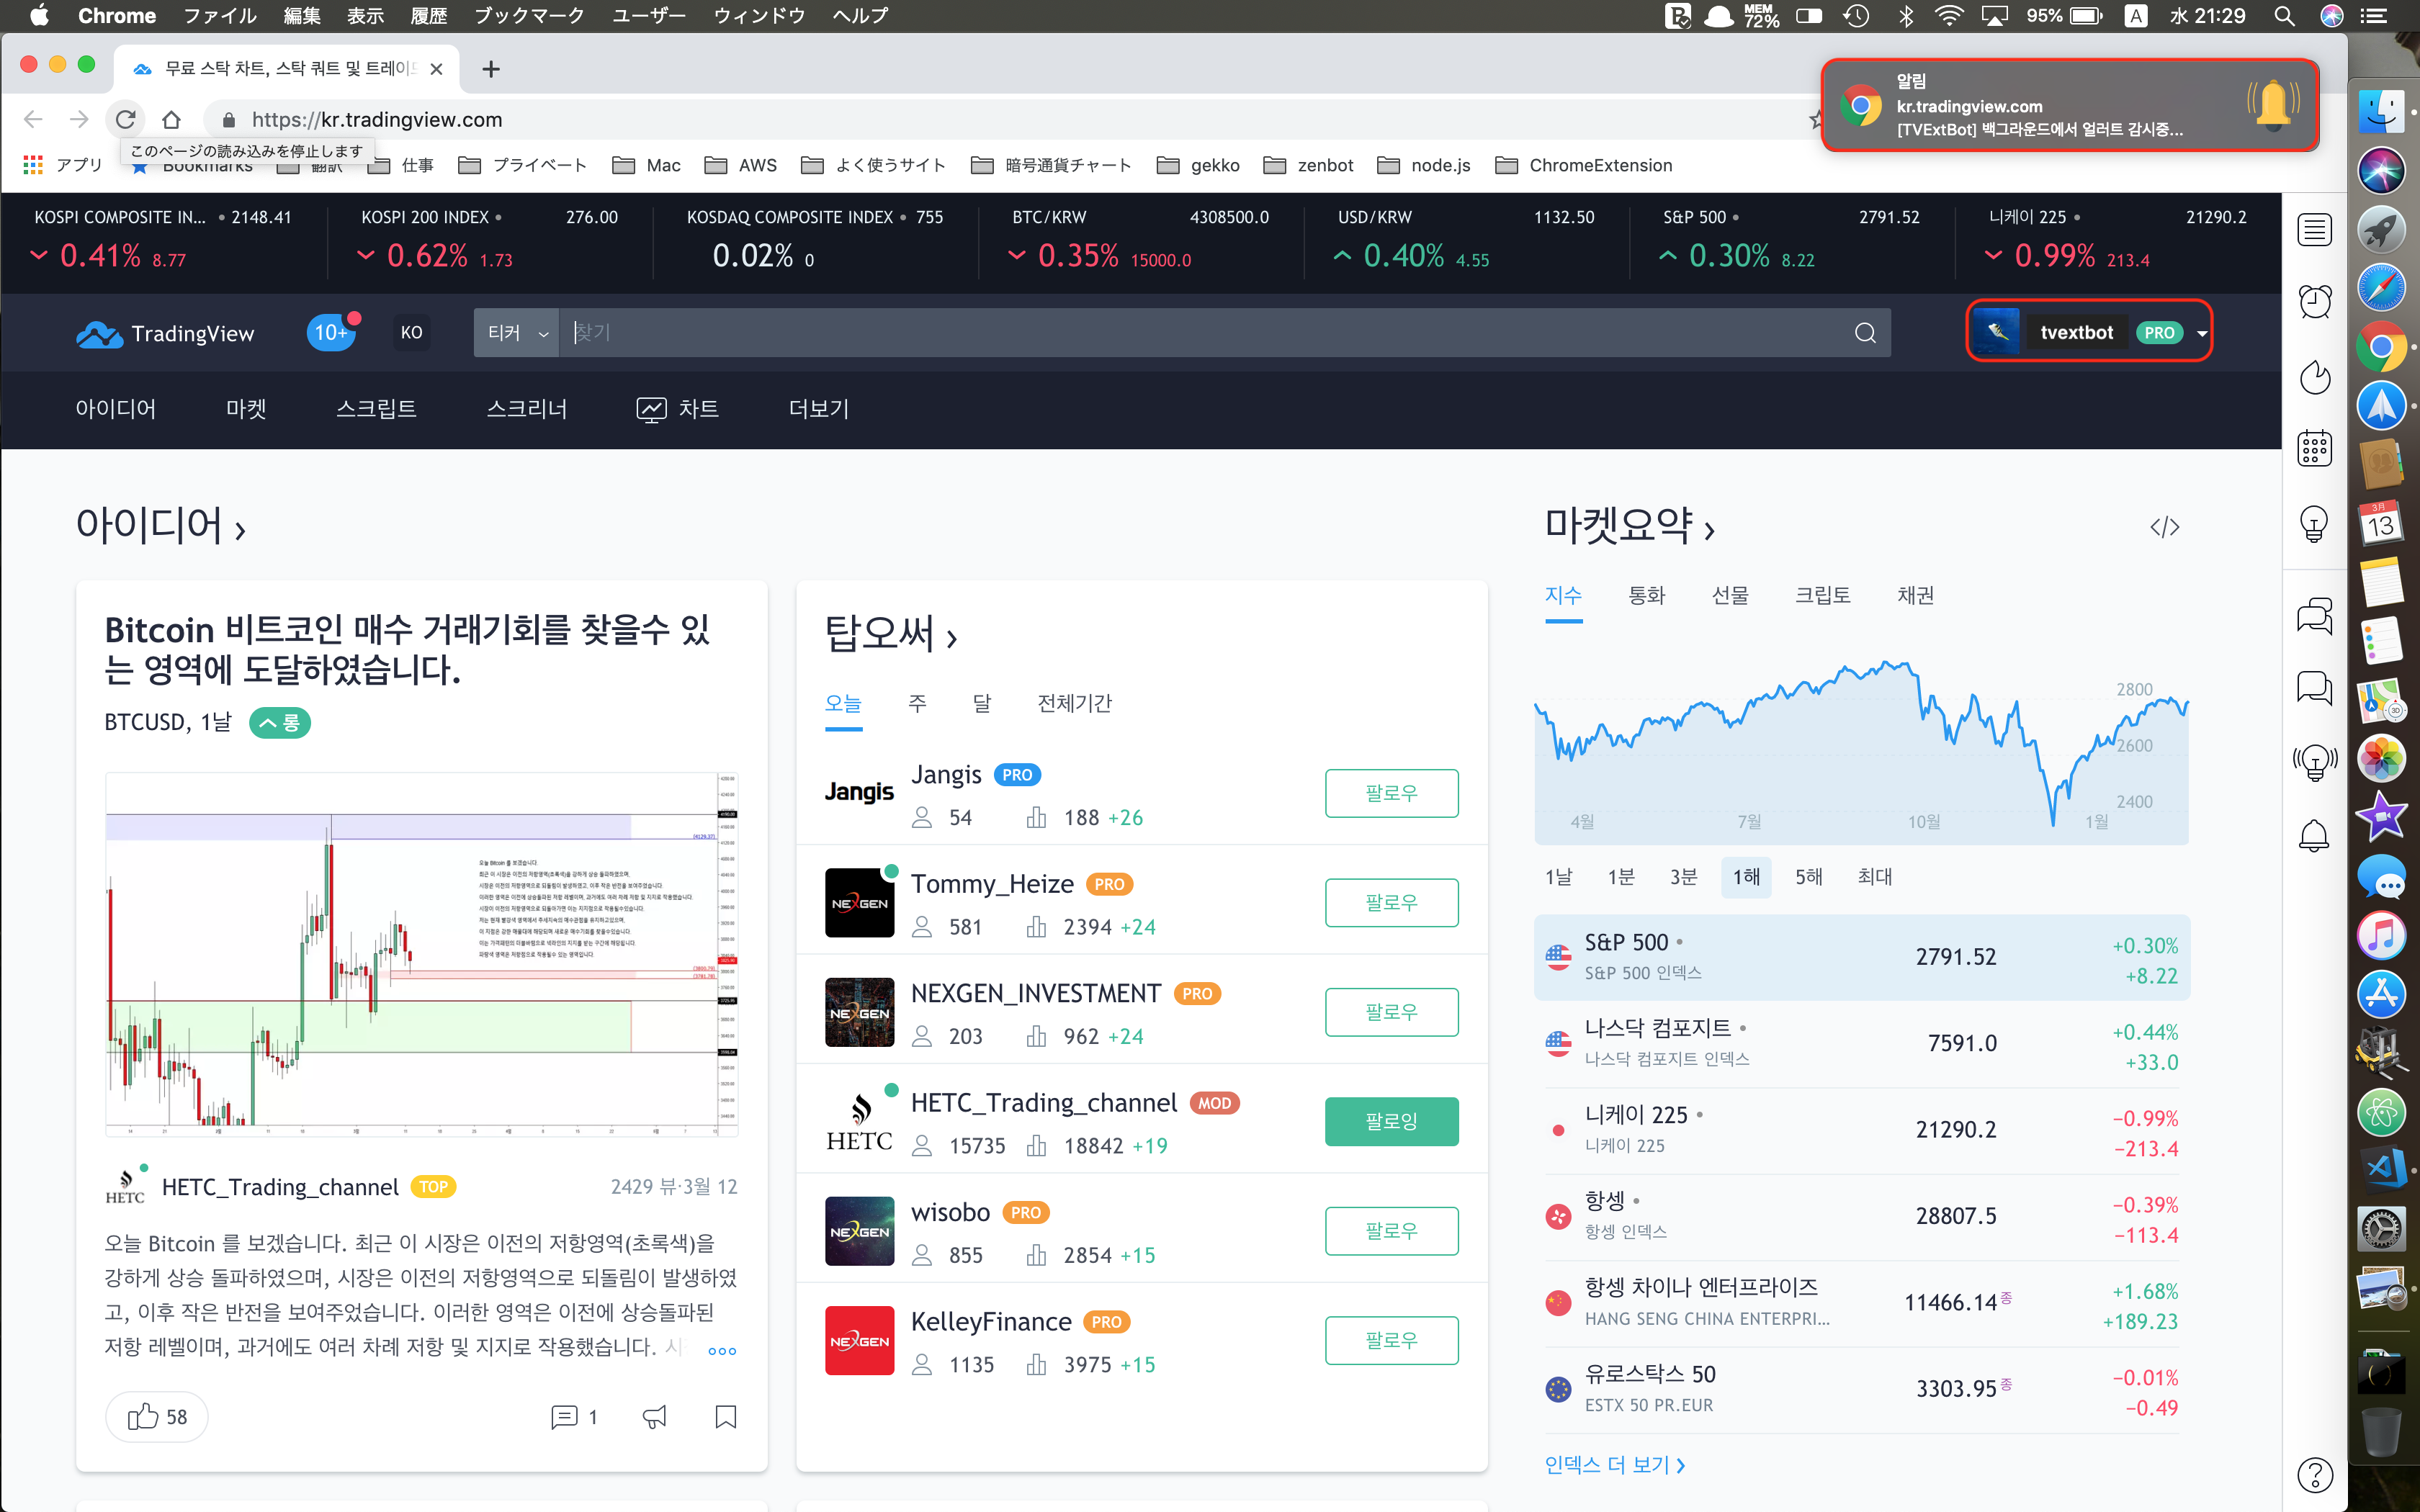 Chrome ファイル 編集 表示 履歴 ブックマーク ユーザー ウィンドウ ヘルプ MEM 72% 95% A 水 21:29
무료 스탁 차트, 스탁 쿼트 및 트레이
알림
kr.tradingview.com
[TVExtBot] 백그라운드에서 얼러트 감시중...
https://kr.tradingview.com
このページの読み込みを停止します
アプリ Bookmarks 翻訳 仕事 プライベート Mac AWS よく使うサイト 暗号通貨チャート gekko zenbot node.js ChromeExtension
KOSPI COMPOSITE IN... 2148.41 KOSPI 200 INDEX 276.00 KOSDAQ COMPOSITE INDEX 755 BTC/KRW 4308500.0 USD/KRW 1132.50 S&P 500 2791.52 니케이 225 21290.2
0.41% 8.77 0.62% 1.73 0.02% 0 0.35% 15000.0 0.40% 4.55 0.30% 8.22 0.99% 213.4
TradingView 10+ KO 티커 찾기 tvextbot PRO
아이디어 마켓 스크립트 스크리너 차트 더보기
아이디어 ›
Bitcoin 비트코인 매수 거래기회를 찾을수 있
는 영역에 도달하였습니다.
BTCUSD, 1날 롱
HETC
HETC_Trading_channel TOP 2429 뷰·3월 12
오늘 Bitcoin 를 보겠습니다. 최근 이 시장은 이전의 저항영역(초록색)을
강하게 상승 돌파하였으며, 시장은 이전의 저항영역으로 되돌림이 발생하였
고, 이후 작은 반전을 보여주었습니다. 이러한 영역은 이전에 상승돌파된
저항 레벨이며, 과거에도 여러 차례 저항 및 지지로 작용했습니다.
58 1
탑오써 ›
오늘 주 달 전체기간
Jangis
Jangis PRO
54 188 +26
팔로우
NEXGEN
Tommy_Heize PRO
581 2394 +24
팔로우
NEXGEN
NEXGEN_INVESTMENT PRO
203 962 +24
팔로우
HETC
HETC_Trading_channel MOD
15735 18842 +19
팔로잉
NEXGEN
wisobo PRO
855 2854 +15
팔로우
NEXGEN
KelleyFinance PRO
1135 3975 +15
팔로우
마켓요약 › </>
지수 통화 선물 크립토 채권
2800
2600
2400
4월 7월 10월 1월
1날 1분 3분 1해 5해 최대
S&P 500 2791.52 +0.30%
S&P 500 인덱스 +8.22
나스닥 컴포지트 7591.0 +0.44%
나스닥 컴포지트 인덱스 +33.0
니케이 225 21290.2 −0.99%
니케이 225 −213.4
항셍 28807.5 −0.39%
항셍 인덱스 −113.4
항셍 차이나 엔터프라이즈 11466.14 종 +1.68%
HANG SENG CHINA ENTERPRI... +189.23
유로스탁스 50 3303.95 종 −0.01%
ESTX 50 PR.EUR −0.49
인덱스 더 보기 ›
3月
13
3D